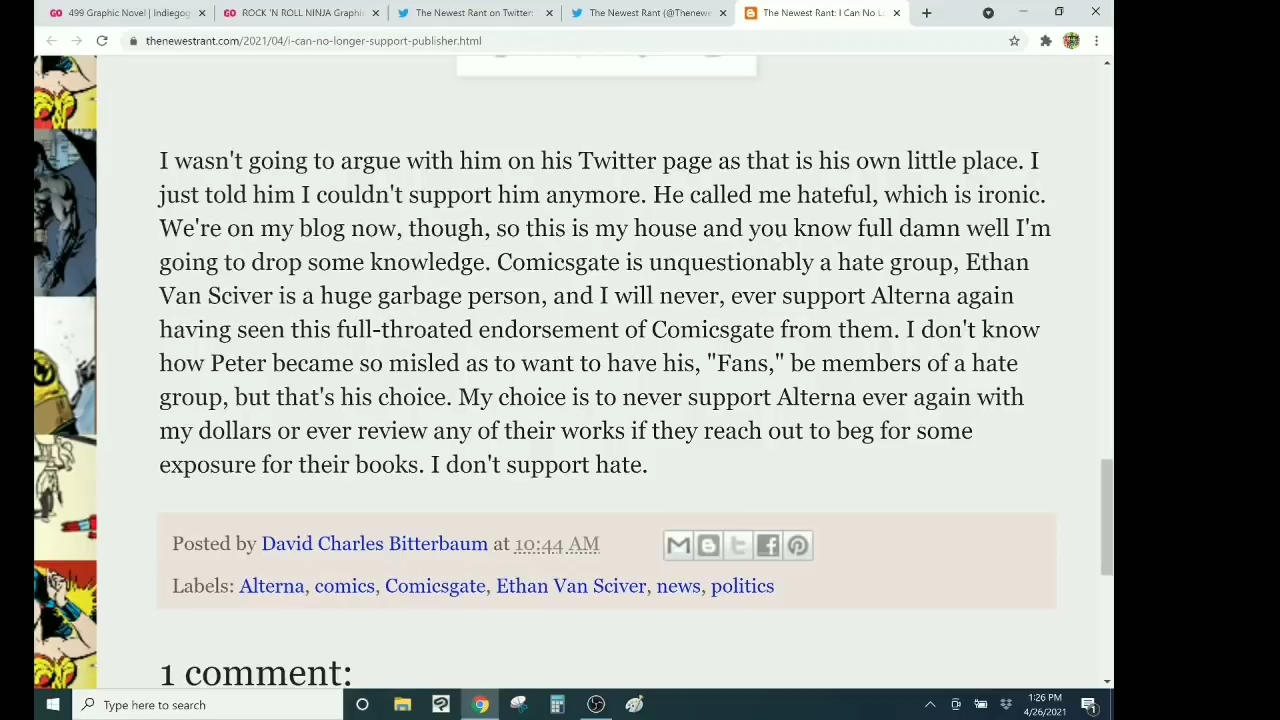 499 Graphic Novel | Indiegog
ROCK 'N ROLL NINJA Graphi
The Newest Rant on Twitter:
The Newest Rant (@Thenewe
The Newest Rant: I Can No L
thenewestrant.com/2021/04/i-can-no-longer-support-publisher.html
I wasn't going to argue with him on his Twitter page as that is his own little place. I
just told him I couldn't support him anymore. He called me hateful, which is ironic.
We're on my blog now, though, so this is my house and you know full damn well I'm
going to drop some knowledge. Comicsgate is unquestionably a hate group, Ethan
Van Sciver is a huge garbage person, and I will never, ever support Alterna again
having seen this full-throated endorsement of Comicsgate from them. I don't know
how Peter became so misled as to want to have his, "Fans," be members of a hate
group, but that's his choice. My choice is to never support Alterna ever again with
my dollars or ever review any of their works if they reach out to beg for some
exposure for their books. I don't support hate.
Posted by David Charles Bitterbaum at 10:44 AM
Labels: Alterna, comics, Comicsgate, Ethan Van Sciver, news, politics
1 comment:
Type here to search
1:26 PM
4/26/2021